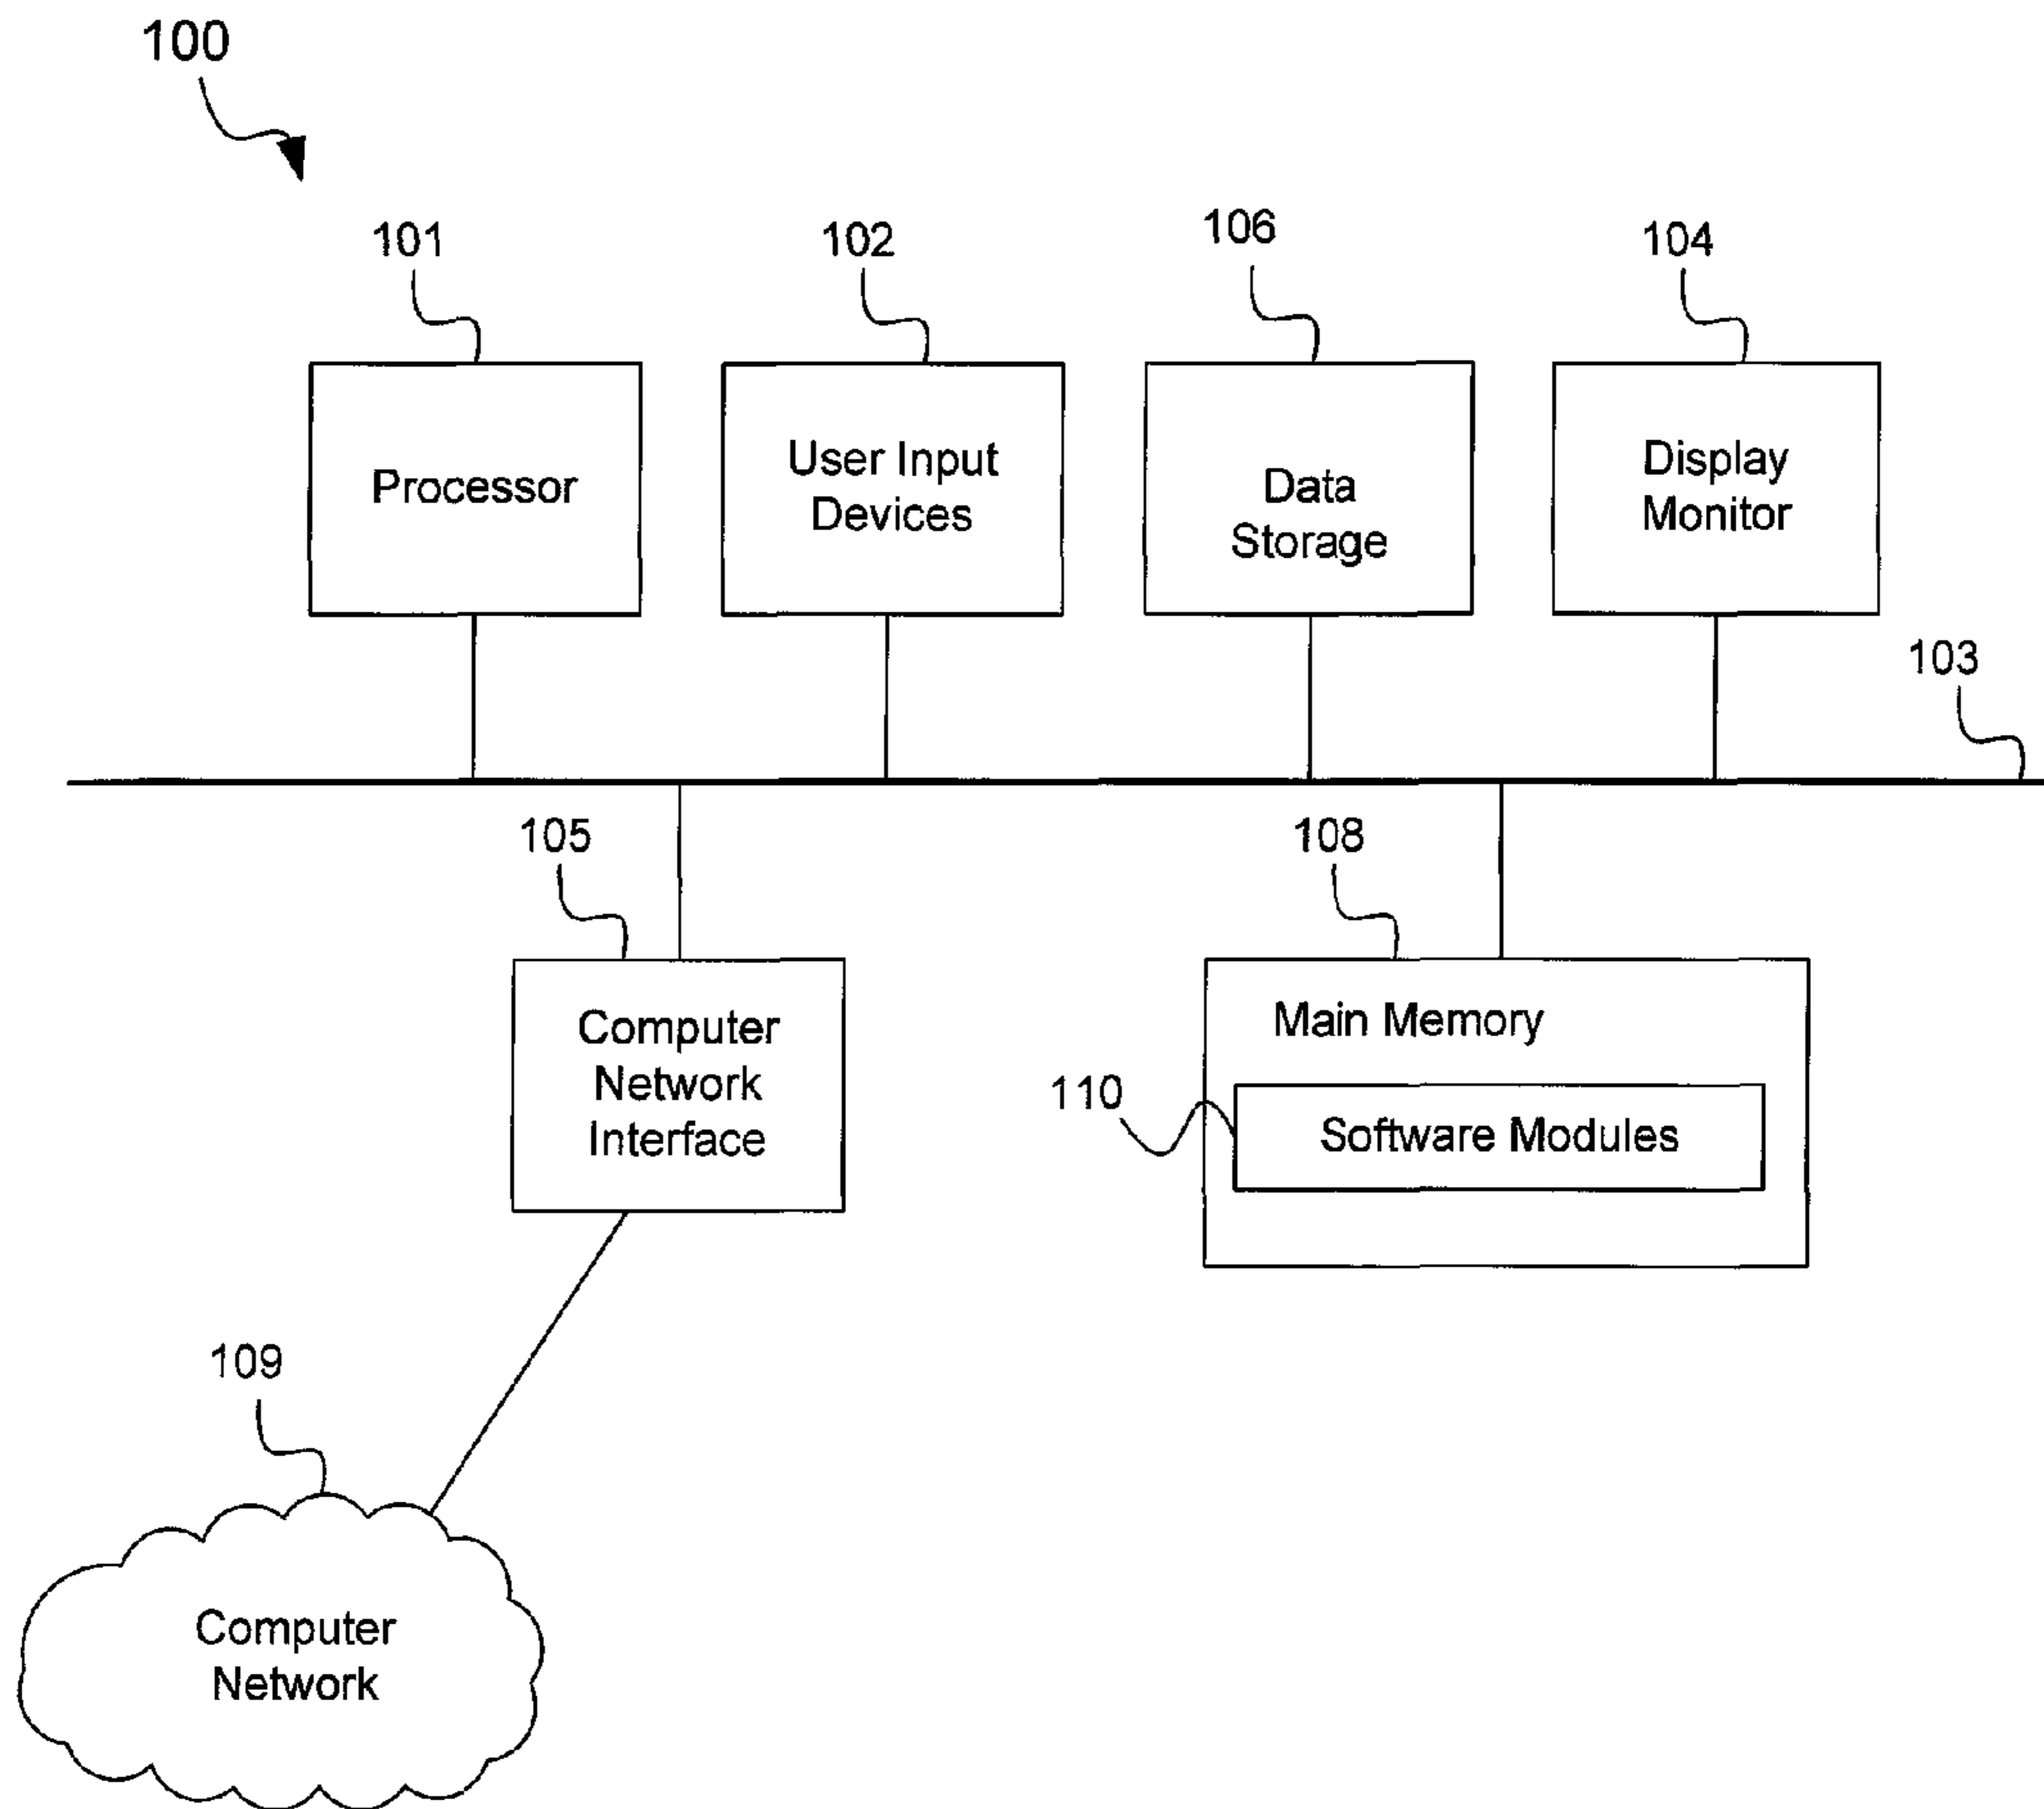 100
101
102
106
104
Processor
User Input
Devices
Data
Storage
Display
Monitor
103
105
108
Computer
Network
Interface
Main Memory
110
Software Modules
109
Computer
Network